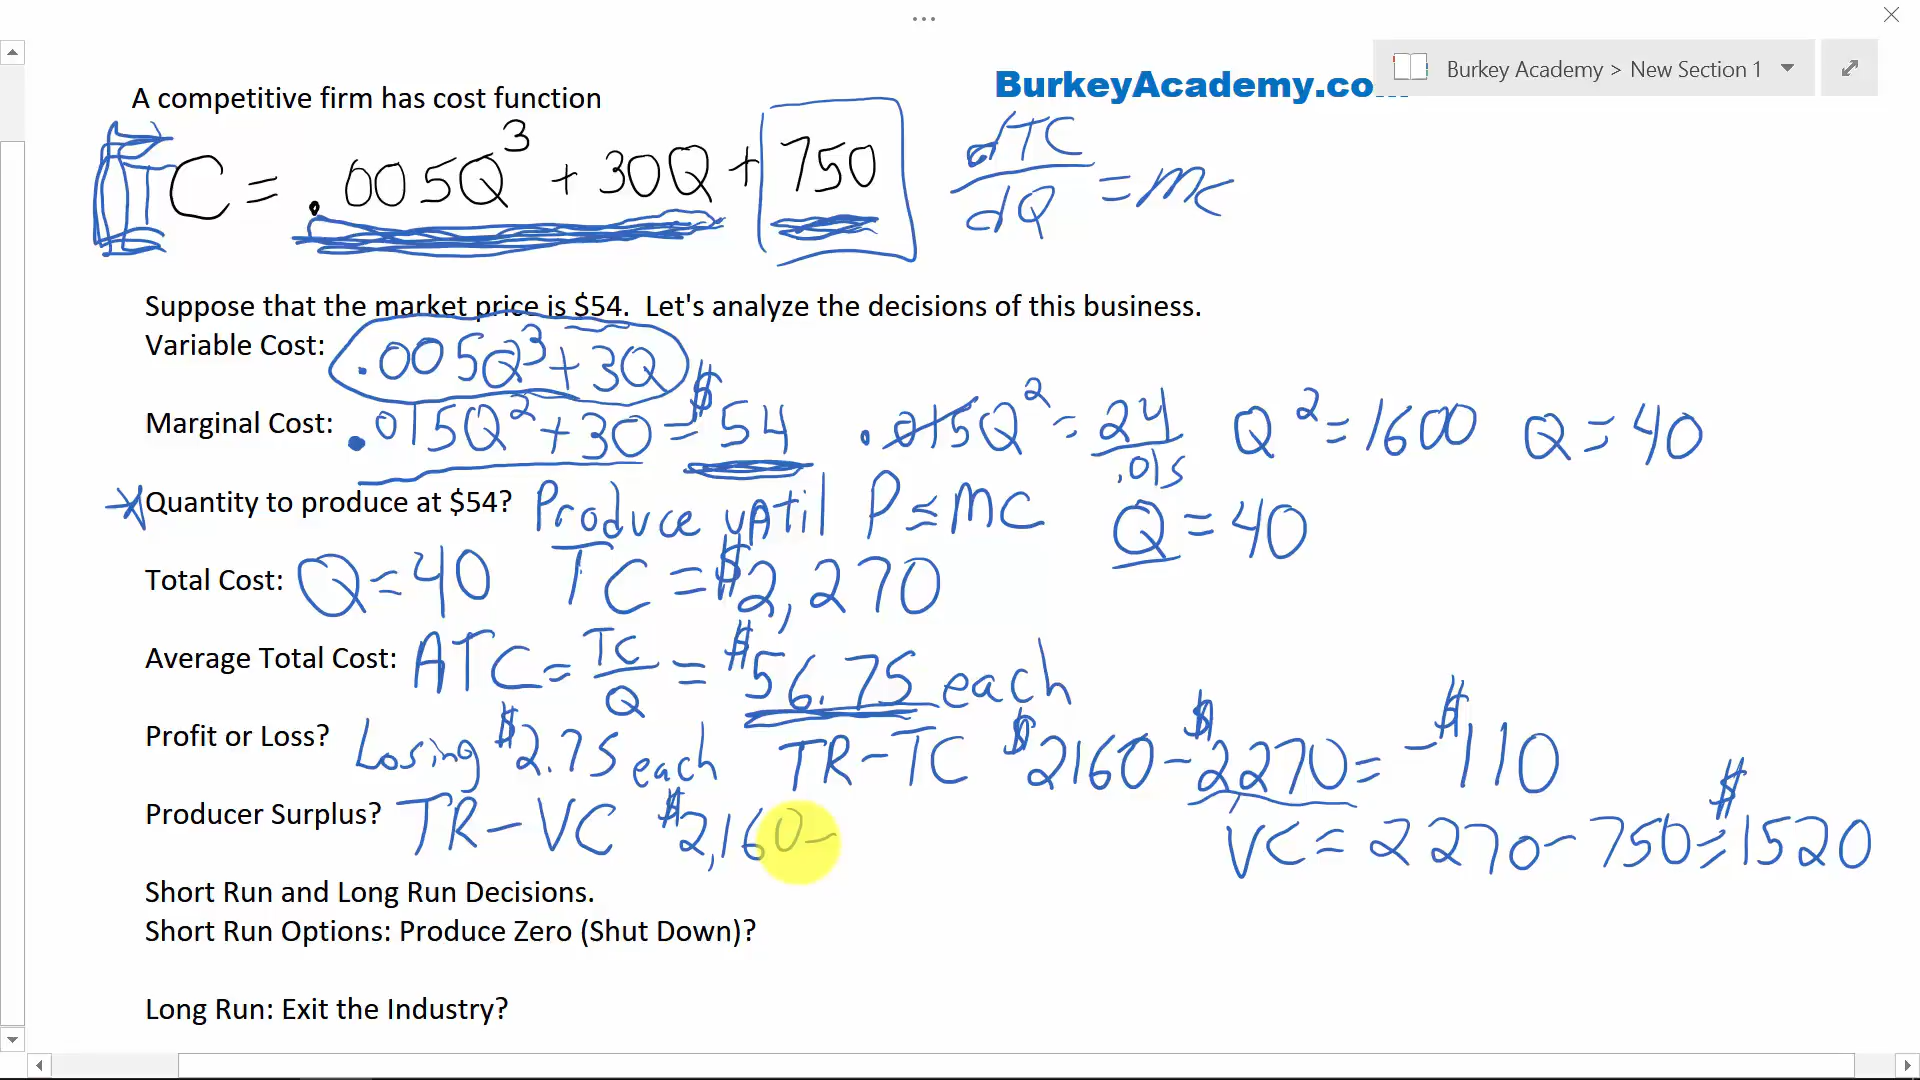 ...
Burkey Academy > New Section 1
BurkeyAcademy.co
A competitive firm has cost function
TC = .005Q³ + 30Q + 750
dTC/dQ = MC
Suppose that the market price is $54. Let's analyze the decisions of this business.
Variable Cost: .005Q³ + 3Q
Marginal Cost: .015Q² + 30 = $54 .015Q² = 24/.015 Q² = 1600 Q = 40
Quantity to produce at $54? Produce until P ≤ MC Q = 40
Total Cost: Q = 40 TC = $2,270
Average Total Cost: ATC = TC/Q = $56.75 each
Profit or Loss? Losing $2.75 each TR - TC $2160 - $2270 = -$110
Producer Surplus? TR - VC $2,160 - VC = 2270 - 750 = $1520
Short Run and Long Run Decisions.
Short Run Options: Produce Zero (Shut Down)?
Long Run: Exit the Industry?